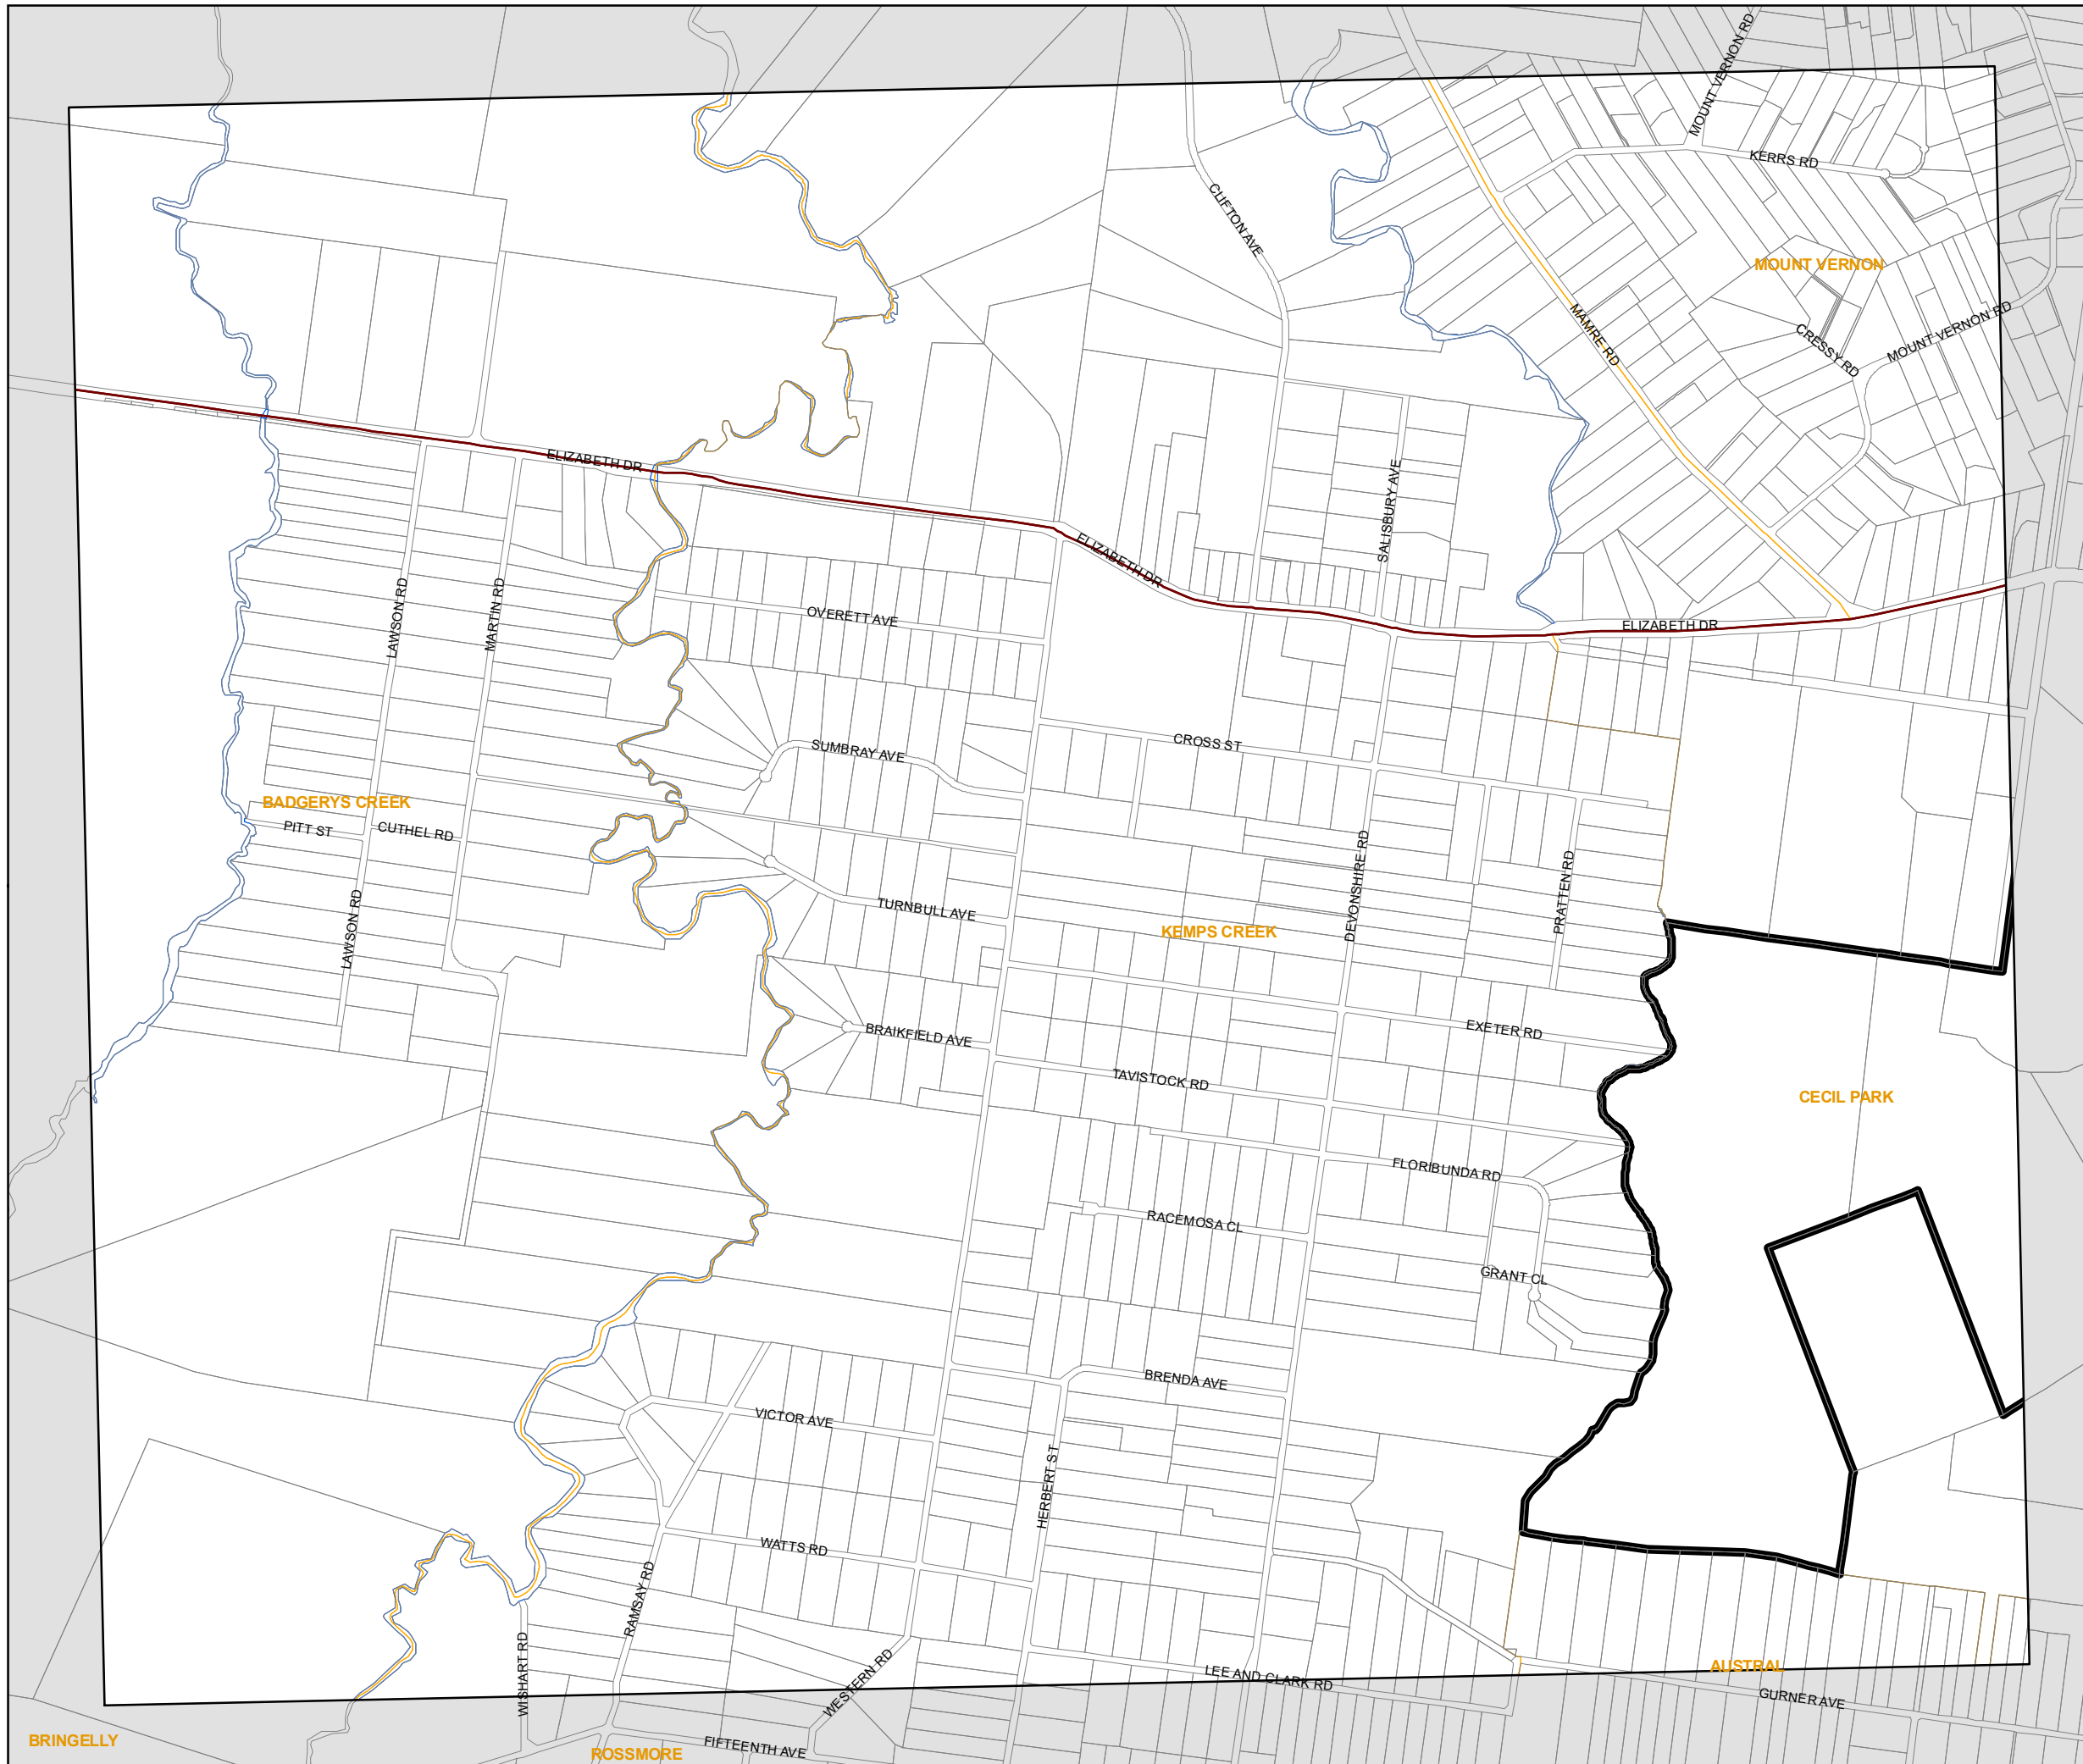 MOUNT VERNON RD
KERRS RD
CLIFTON AVE
MOUNT VERNON
MAMRE RD
MOUNT VERNON RD
CRESSY RD
ELIZABETH DR
SALISBURY AVE
ELIZABETH DR
LAWSON RD
MARTIN RD
OVERETT AVE
ELIZABETH DR
SUMBRAY AVE
CROSS ST
BADGERYS CREEK
PITT ST
CUTHEL RD
DEVONSHIRE RD
PRATTEN RD
TURNBULL AVE
LAWSON RD
KEMPS CREEK
BRAIKFIELD AVE
EXETER RD
TAVISTOCK RD
CECIL PARK
FLORIBUNDA RD
RACEMOSA CL
GRANT CL
BRENDA AVE
VICTOR AVE
HERBERT ST
WATTS RD
RAMSAY RD
WISHART RD
WESTERN RD
LEE AND CLARK RD
AUSTRAL
GURNER AVE
BRINGELLY
ROSSMORE
FIFTEENTH AVE